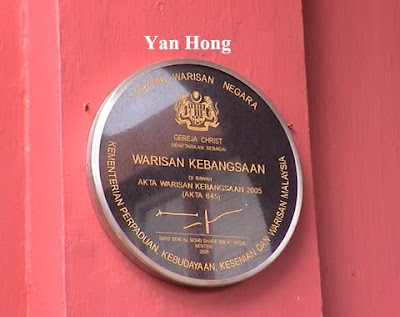 Yan Hong
WARISAN NEGARA
GEREJA CHRIST
DIDAFTARKAN SEBAGAI
WARISAN KEBANGSAAN
DI BAWAH
AKTA WARISAN KEBANGSAAN 2005
(AKTA 645)
MENTERI
KEMENTERIAN PERPADUAN, KEBUDAYAAN, KESENIAN DAN WARISAN MALAYSIA